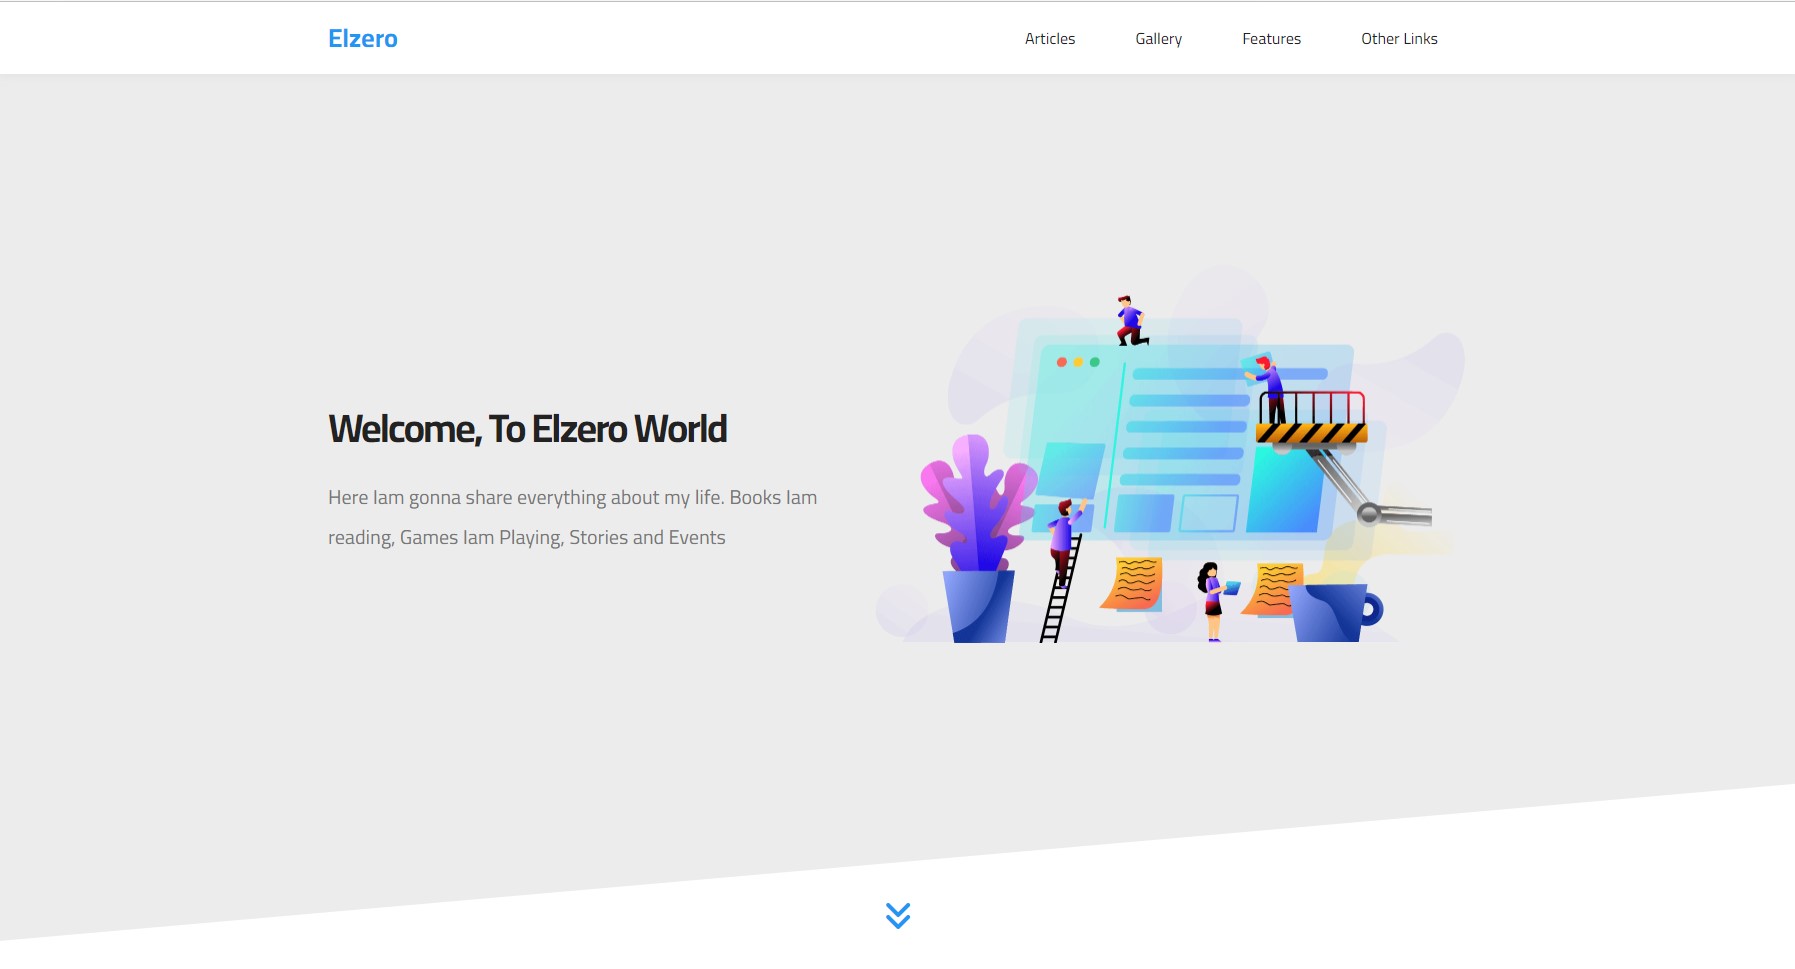 Elzero
Articles
Gallery
Features
Other Links
Welcome, To Elzero World
Here Iam gonna share everything about my life. Books Iam
reading, Games Iam Playing, Stories and Events